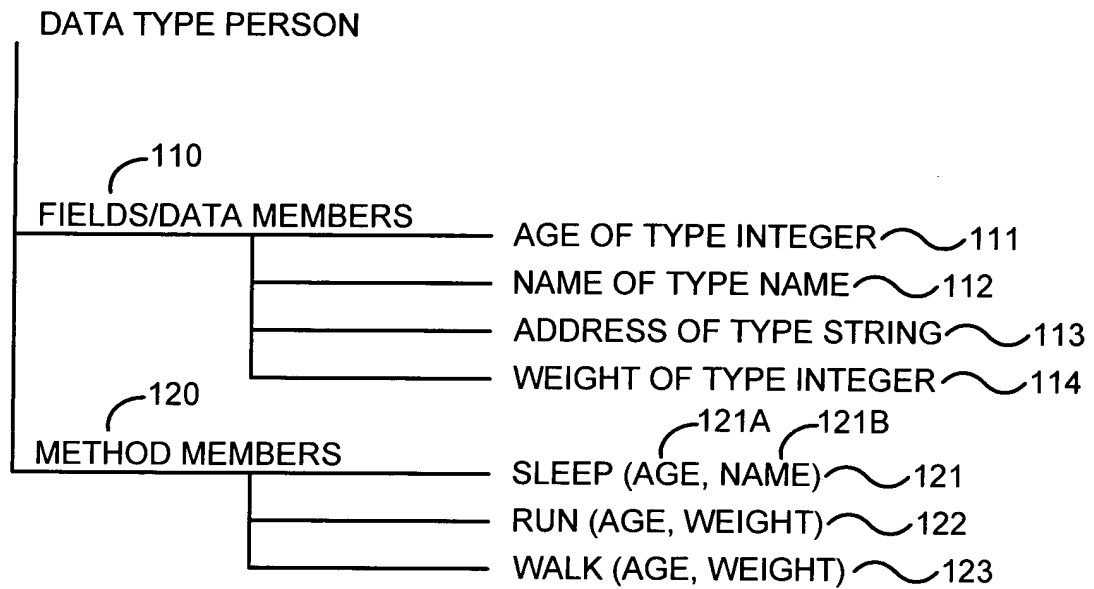 DATA TYPE PERSON
110
FIELDS/DATA MEMBERS
AGE OF TYPE INTEGER 111
NAME OF TYPE NAME 112
ADDRESS OF TYPE STRING 113
WEIGHT OF TYPE INTEGER 114
120
121A 121B
METHOD MEMBERS
SLEEP (AGE, NAME) 121
RUN (AGE, WEIGHT) 122
WALK (AGE, WEIGHT) 123